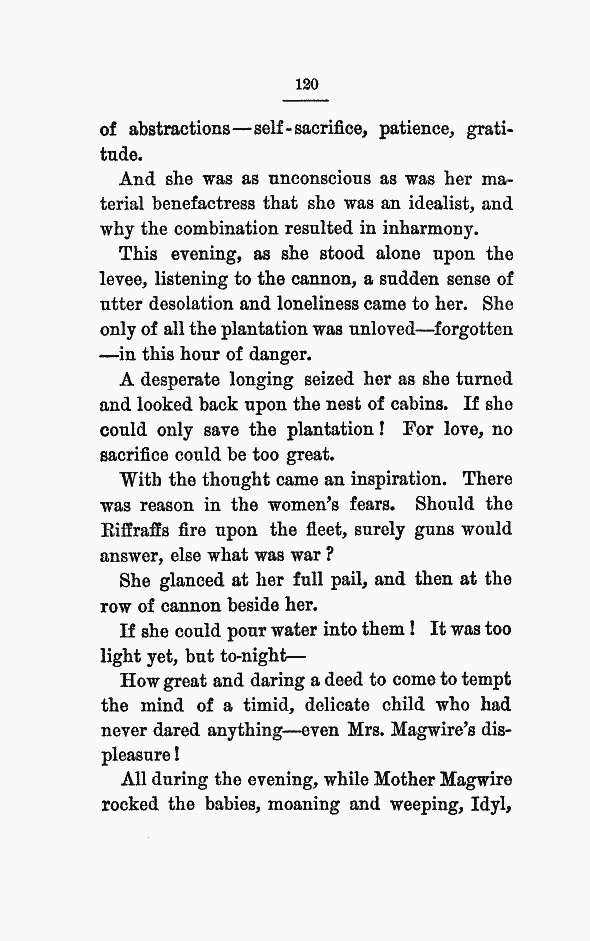 120
of abstractions—self-sacrifice, patience, grati-
tude.
And she was as unconscious as was her ma-
terial benefactress that she was an idealist, and
why the combination resulted in inharmony.
This evening, as she stood alone upon the
levee, listening to the cannon, a sudden sense of
utter desolation and loneliness came to her. She
only of all the plantation was unloved—forgotten
—in this hour of danger.
A desperate longing seized her as she turned
and looked back upon the nest of cabins. If she
could only save the plantation! For love, no
sacrifice could be too great.
With the thought came an inspiration. There
was reason in the women's fears. Should the
Riffraffs fire upon the fleet, surely guns would
answer, else what was war?
She glanced at her full pail, and then at the
row of cannon beside her.
If she could pour water into them! It was too
light yet, but to-night—
How great and daring a deed to come to tempt
the mind of a timid, delicate child who had
never dared anything—even Mrs. Magwire's dis-
pleasure!
All during the evening, while Mother Magwire
rocked the babies, moaning and weeping, Idyl,